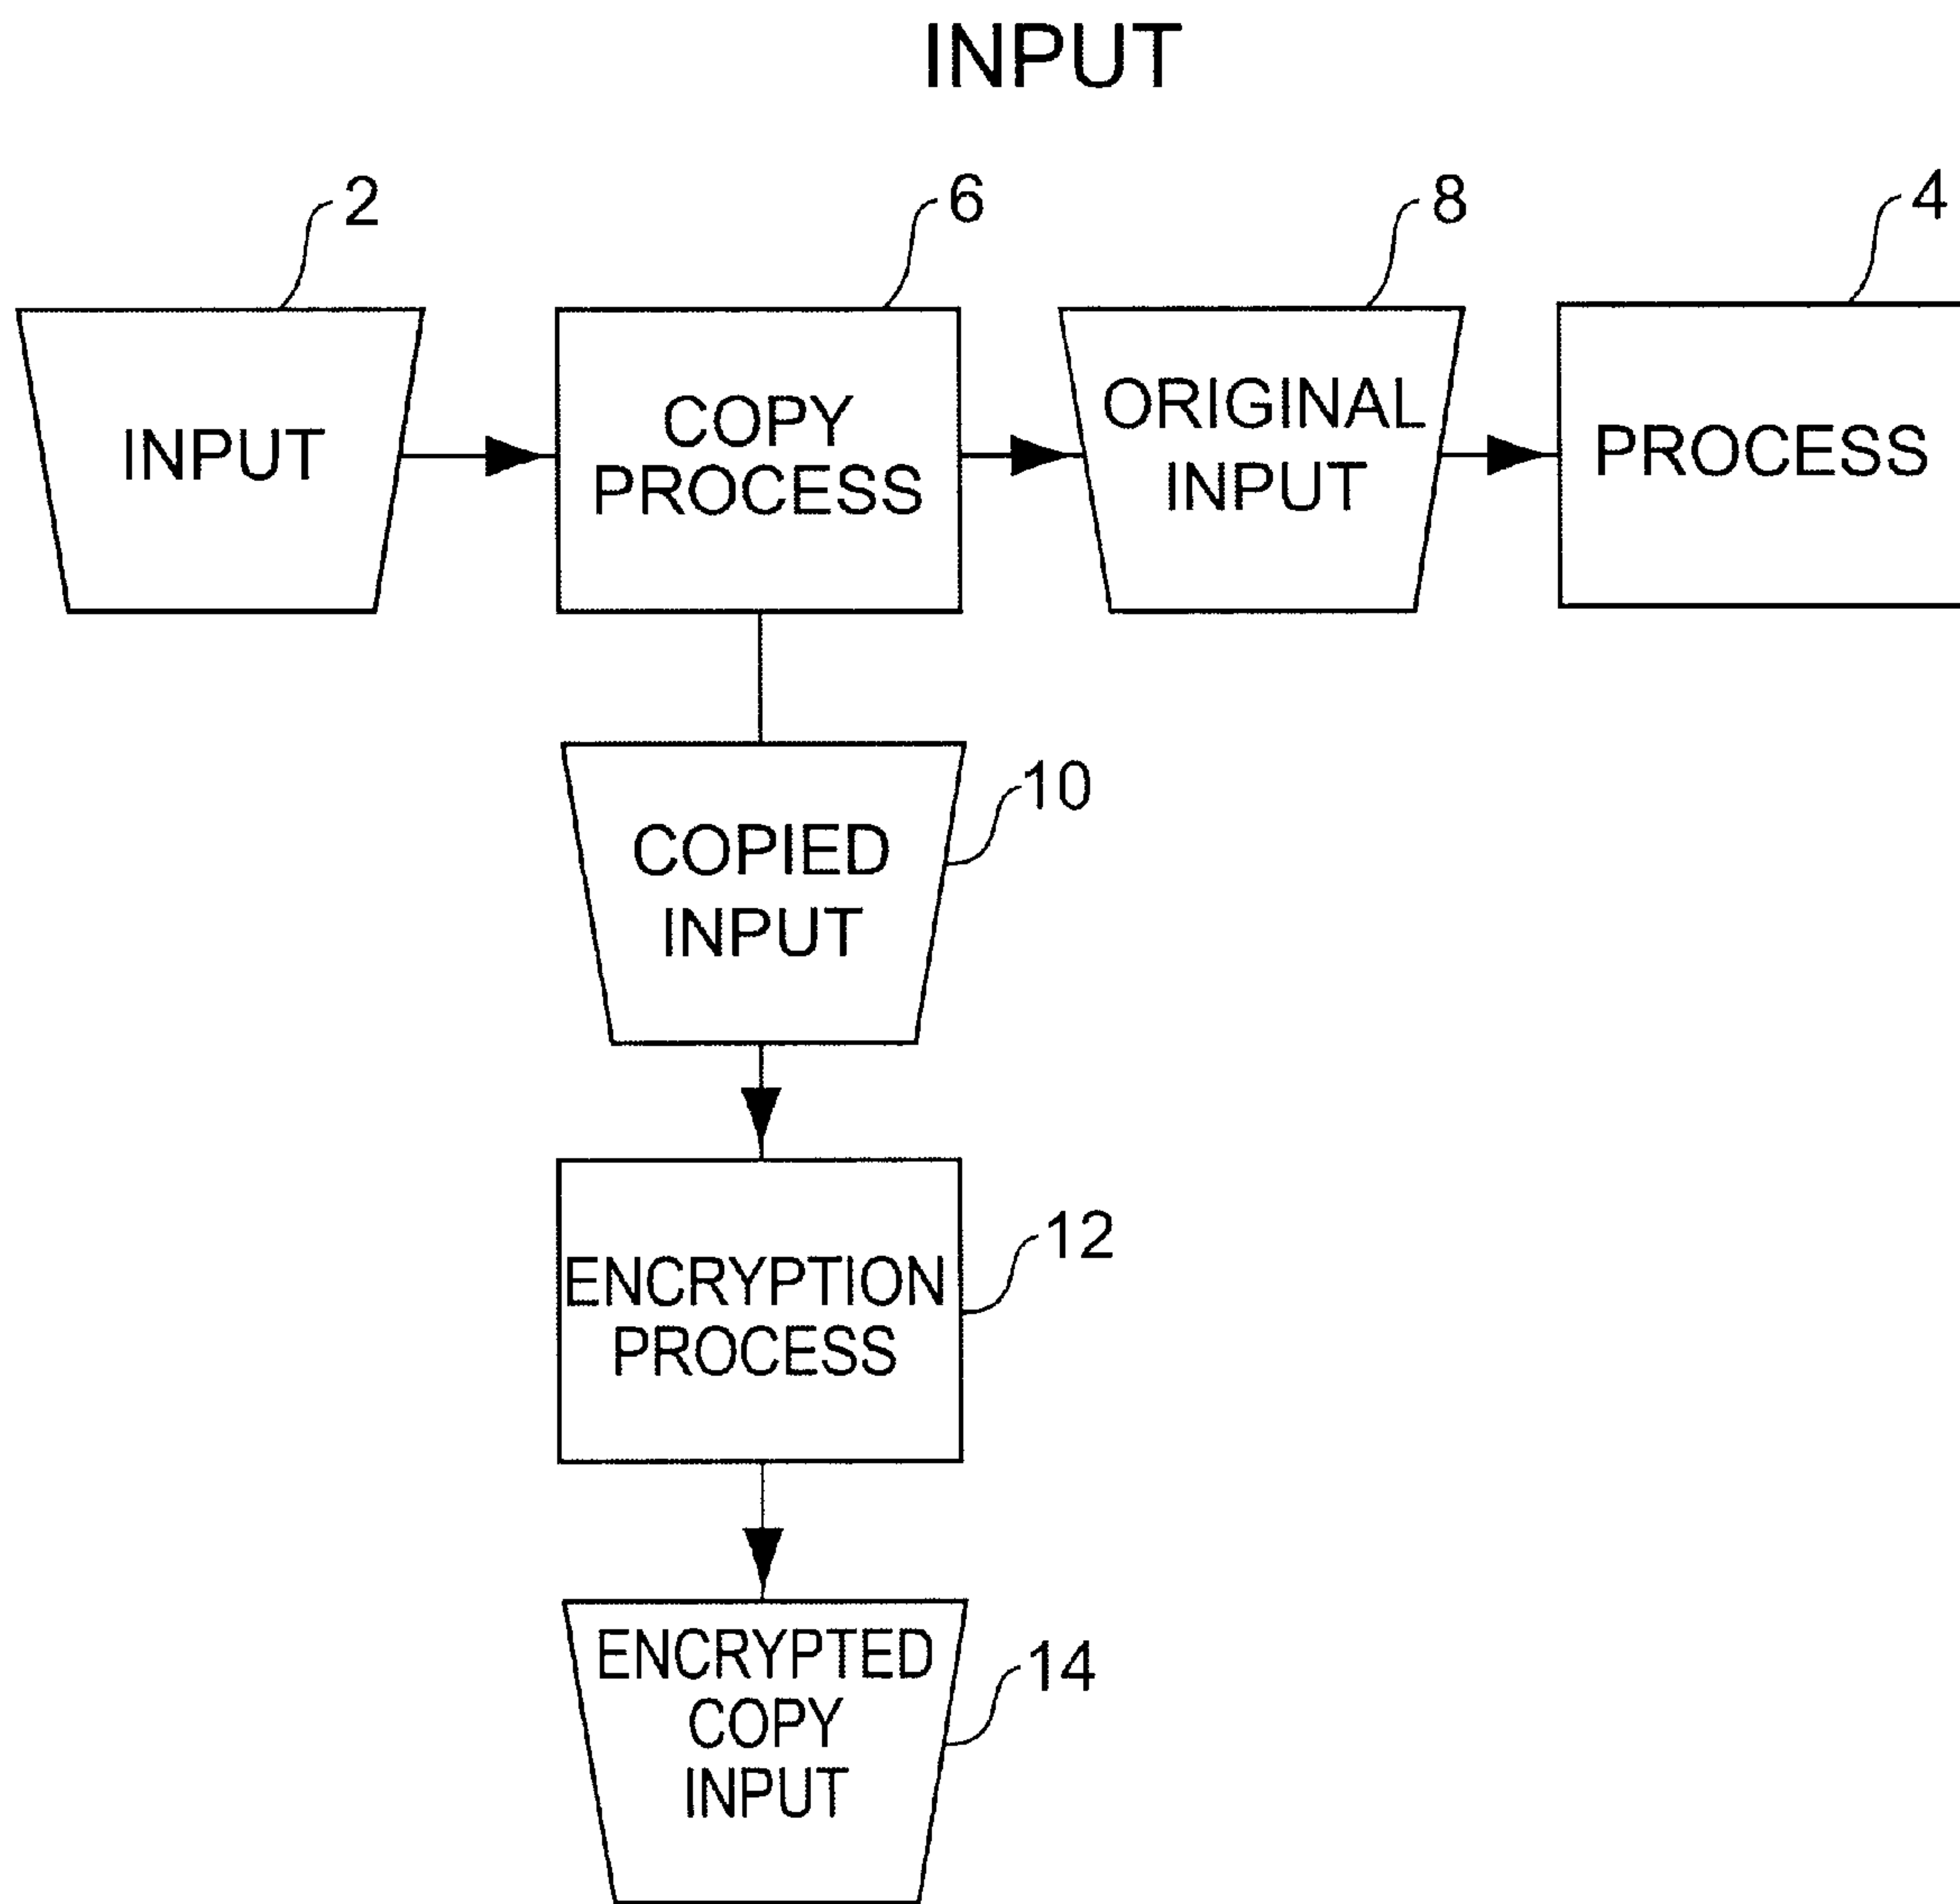 INPUT
2
6
8
4
INPUT
COPY
PROCESS
ORIGINAL
INPUT
PROCESS
10
COPIED
INPUT
12
ENCRYPTION
PROCESS
14
ENCRYPTED
COPY
INPUT